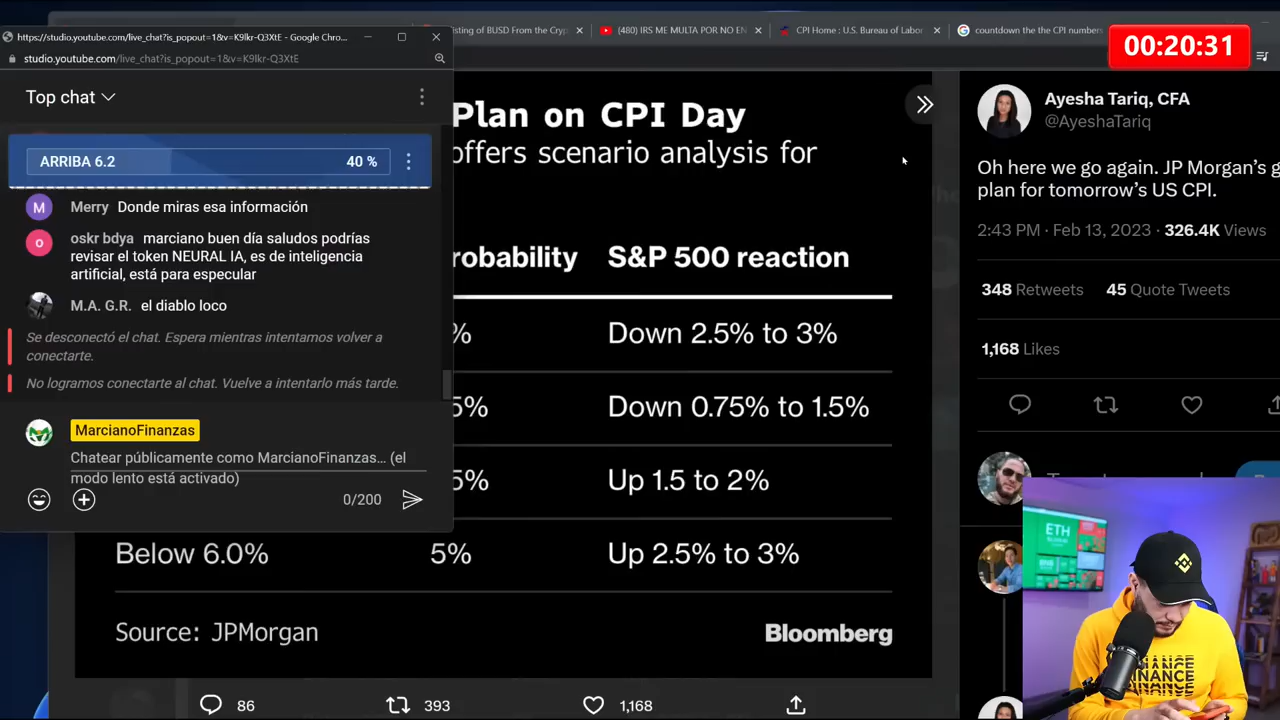 https://studio.youtube.com/live_chat?is_popout=1&v=K9lkr-Q3XtE - Google Chro...
studio.youtube.com/live_chat?is_popout=1&v=K9lkr-Q3XtE
isting of BUSD From the Cryp
(480) IRS ME MULTA POR NO EN
CPI Home : U.S. Bureau of Labor
countdown the the CPI numbers
00:20:31
Top chat
ARRIBA 6.2
40 %
M
Merry Donde miras esa información
o
oskr bdya marciano buen día saludos podrías
revisar el token NEURAL IA, es de inteligencia
artificial, está para especular
M.A. G.R. el diablo loco
Se desconectó el chat. Espera mientras intentamos volver a
conectarte.
No logramos conectarte al chat. Vuelve a intentarlo más tarde.
MarcianoFinanzas
Chatear públicamente como MarcianoFinanzas... (el
modo lento está activado)
0/200
Plan on CPI Day
offers scenario analysis for
robability
S&P 500 reaction
%
Down 2.5% to 3%
5%
Down 0.75% to 1.5%
5%
Up 1.5 to 2%
Below 6.0%
5%
Up 2.5% to 3%
Source: JPMorgan
Bloomberg
86
393
1,168
Ayesha Tariq, CFA
@AyeshaTariq
Oh here we go again. JP Morgan's g
plan for tomorrow's US CPI.
2:43 PM · Feb 13, 2023 · 326.4K Views
348 Retweets
45 Quote Tweets
1,168 Likes
ETH
FINANCE